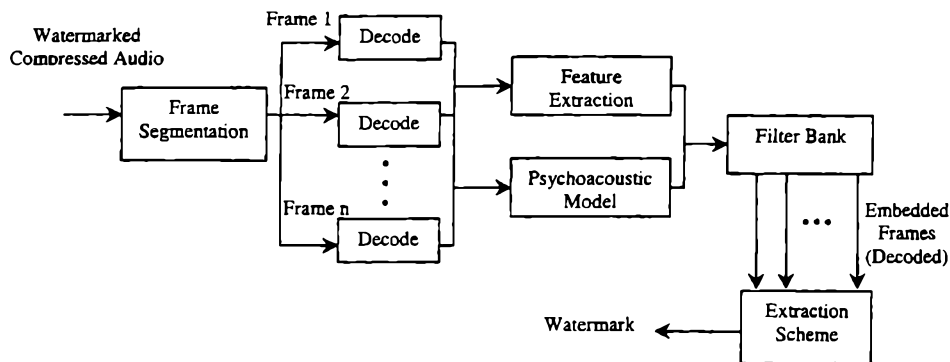 Watermarked
Compressed Audio
Frame 1
Decode
Frame
Segmentation
Frame 2
Decode
Frame n
Decode
Feature
Extraction
Psychoacoustic
Model
Filter Bank
Embedded
Frames
(Decoded)
Extraction
Scheme
Watermark